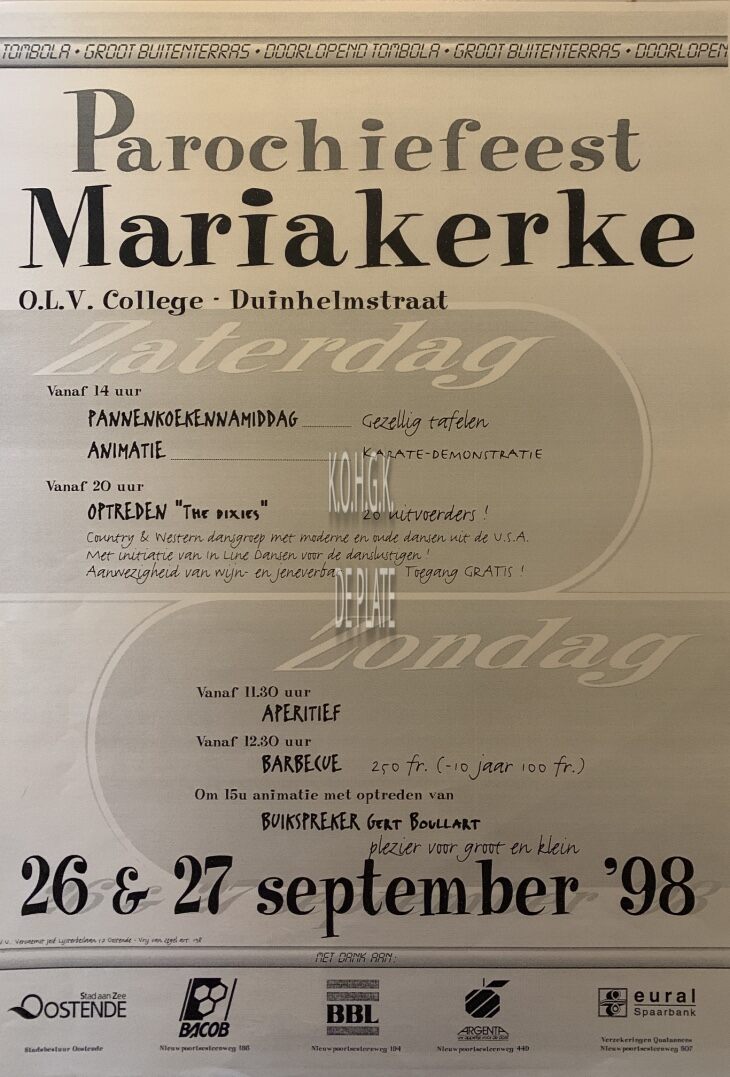 TOMBOLA • GROOT BUITENTERRAS • DOORLOPEND TOMBOLA • GROOT BUITENTERRAS • DOORLOPEN
Parochiefeest
Mariakerke
O.L.V. College - Duinhelmstraat
Zaterdag
Vanaf 14 uur
PANNENKOEKENNAMIDDAG Gezellig tafelen
ANIMATIE KARATE-DEMONSTRATIE
Vanaf 20 uur
OPTREDEN "THE DIXIES" 20 uitvoerders !
Country & Western dansgroep met moderne en oude dansen uit de U.S.A.
Met initiatie van In Line Dansen voor de danslustigen !
Aanwezigheid van wijn- en jeneverbar Toegang GRATIS !
K.O.H.G.K.
DE PLATE
Zondag
Vanaf 11.30 uur
APERITIEF
Vanaf 12.30 uur
BARBECUE 250 fr. (-10 jaar 100 fr.)
Om 15u animatie met optreden van
BUIKSPREKER GERT BOULLART
plezier voor groot en klein
26 & 27 september '98
MET DANK AAN:
Stad aan Zee
OOSTENDE
Stadsbestuur Oostende
BACOB
Nieuwpoortsesteenweg 186
BBL
Nieuwpoortsesteenweg 194
ARGENTA
Nieuwpoortsesteenweg 449
eural
Spaarbank
Verzekeringen Qualannens
Nieuwpoortsesteenweg 907